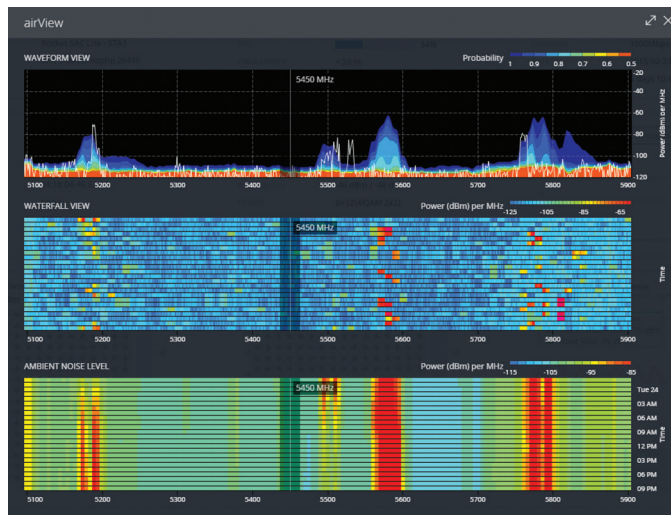 airView
WAVEFORM VIEW
Probability
1 0.9 0.8 0.7 0.6 0.5
5450 MHz
-20
-40
-60
-80
-100
-120
Power (dBm) per MHz
5100 5200 5300 5400 5500 5600 5700 5800 5900
WATERFALL VIEW
Power (dBm) per MHz
-125 -105 -85 -65
5450 MHz
Time
5100 5200 5300 5400 5500 5600 5700 5800 5900
AMBIENT NOISE LEVEL
Power (dBm) per MHz
-115 -105 -95 -85
5450 MHz
Tue 24
03 AM
06 AM
09 AM
12 PM
03 PM
06 PM
09 PM
Time
5100 5200 5300 5400 5500 5600 5700 5800 5900